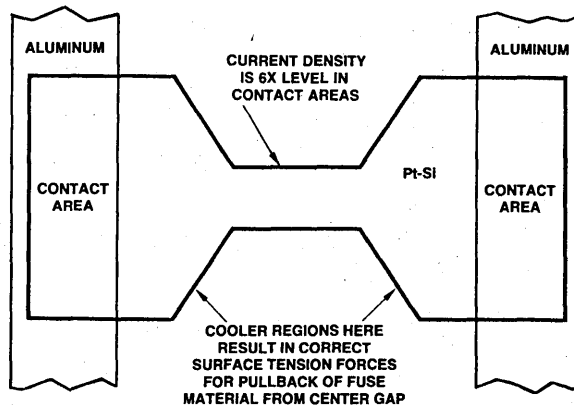 ALUMINUM
ALUMINUM
CURRENT DENSITY
IS 6X LEVEL IN
CONTACT AREAS
Pt-Si
CONTACT
AREA
CONTACT
AREA
COOLER REGIONS HERE
RESULT IN CORRECT
SURFACE TENSION FORCES
FOR PULLBACK OF FUSE
MATERIAL FROM CENTER GAP